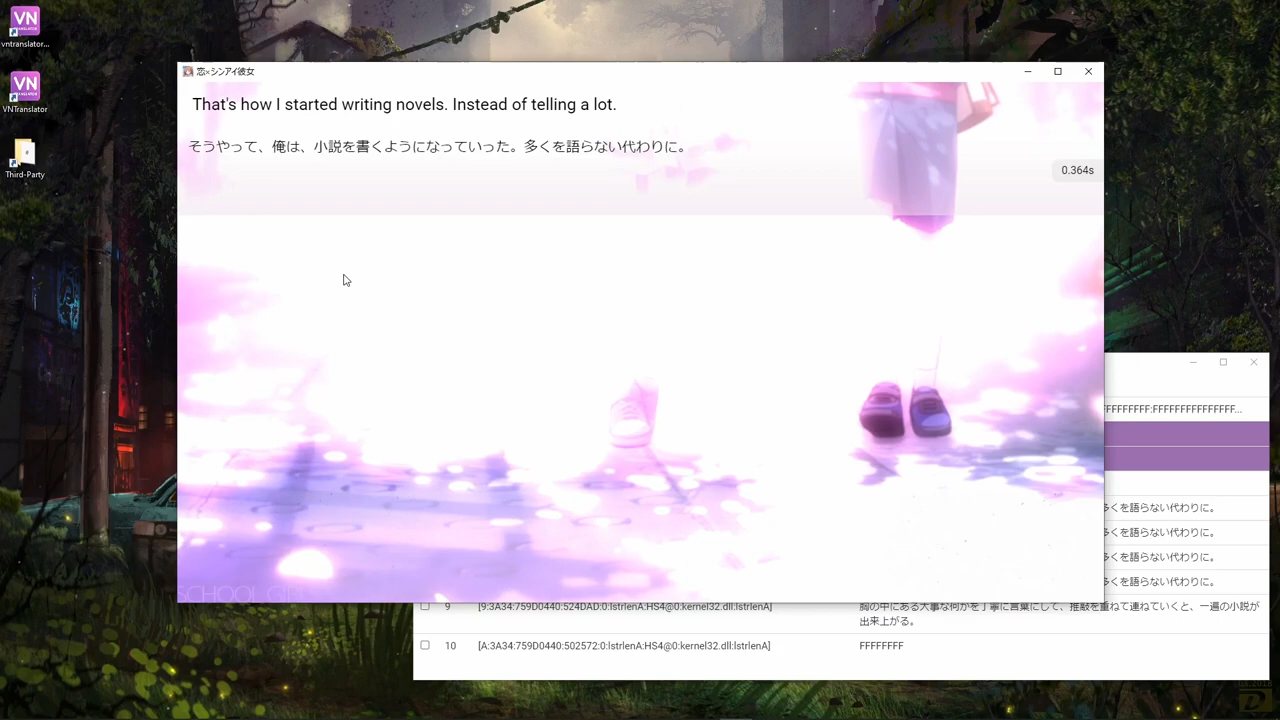 VN
TRANSLATOR
vntranslator...
VN
TRANSLATOR
VNTranslator
Third-Party
恋×シンアイ彼女
That's how I started writing novels. Instead of telling a lot.
そうやって、俺は、小説を書くようになっていった。多くを語らない代わりに。
0.364s
FFFFFFFFF:FFFFFFFFFFFFFFF...
多くを語らない代わりに。
多くを語らない代わりに。
多くを語らない代わりに。
多くを語らない代わりに。
9 [9:3A34:759D0440:524DAD:0:lstrlenA:HS4@0:kernel32.dll:lstrlenA] 胸の中にある大事な何かを丁寧に言葉にして、推敲を重ねて連ねていくと、一遍の小説が
出来上がる。
10 [A:3A34:759D0440:502572:0:lstrlenA:HS4@0:kernel32.dll:lstrlenA] FFFFFFFF